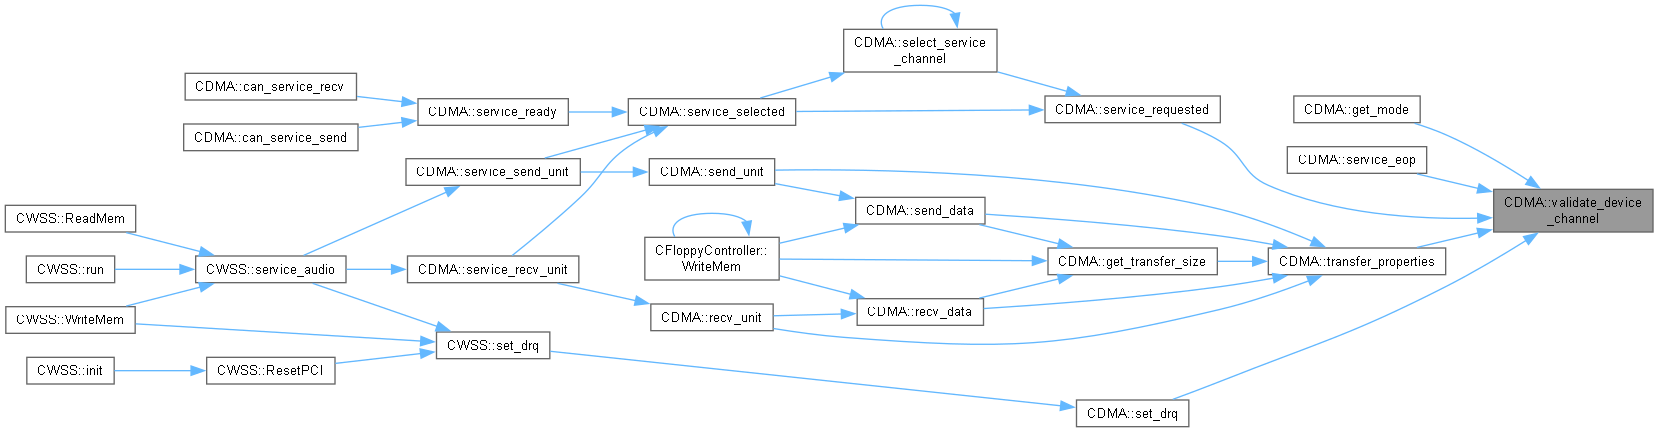 CDMA::select_service
_channel
CDMA::can_service_recv
CDMA::service_ready
CDMA::service_selected
CDMA::service_requested
CDMA::get_mode
CDMA::can_service_send
CDMA::service_eop
CDMA::service_send_unit
CDMA::send_unit
CDMA::validate_device
_channel
CWSS::ReadMem
CDMA::send_data
CFloppyController::
WriteMem
CWSS::run
CWSS::service_audio
CDMA::service_recv_unit
CDMA::get_transfer_size
CDMA::transfer_properties
CWSS::WriteMem
CDMA::recv_unit
CDMA::recv_data
CWSS::set_drq
CWSS::init
CWSS::ResetPCI
CDMA::set_drq